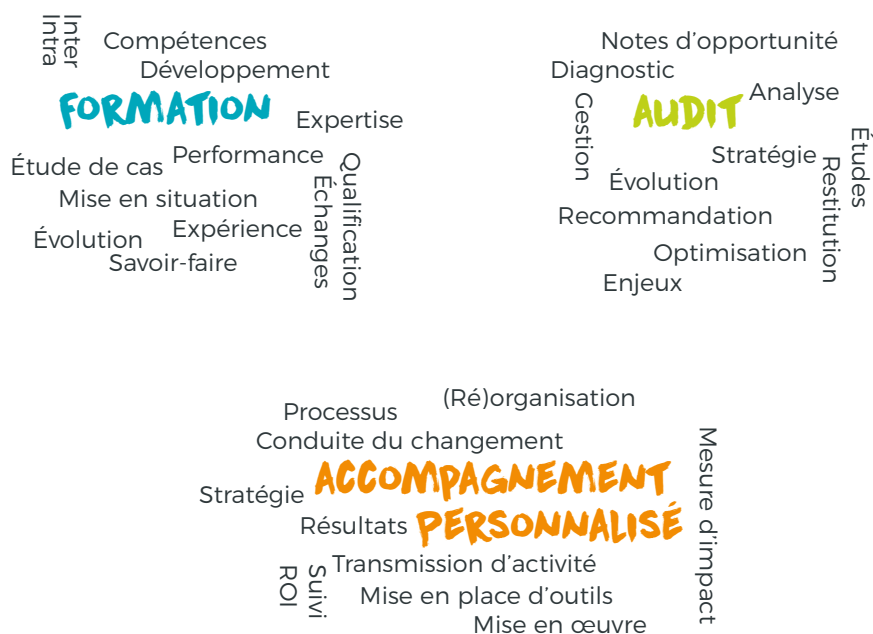 Inter
Intra
Compétences
Développement
FORMATION
Expertise
Performance
Étude de cas
Mise en situation
Expérience
Évolution
Savoir-faire
Échanges
Qualification
Notes d’opportunité
Diagnostic
Analyse
AUDIT
Gestion
Stratégie
Études
Évolution
Restitution
Recommandation
Optimisation
Enjeux
(Ré)organisation
Processus
Conduite du changement
ACCOMPAGNEMENT
Stratégie
PERSONNALISÉ
Résultats
Mesure d’impact
Transmission d’activité
Suivi
ROI
Mise en place d’outils
Mise en œuvre